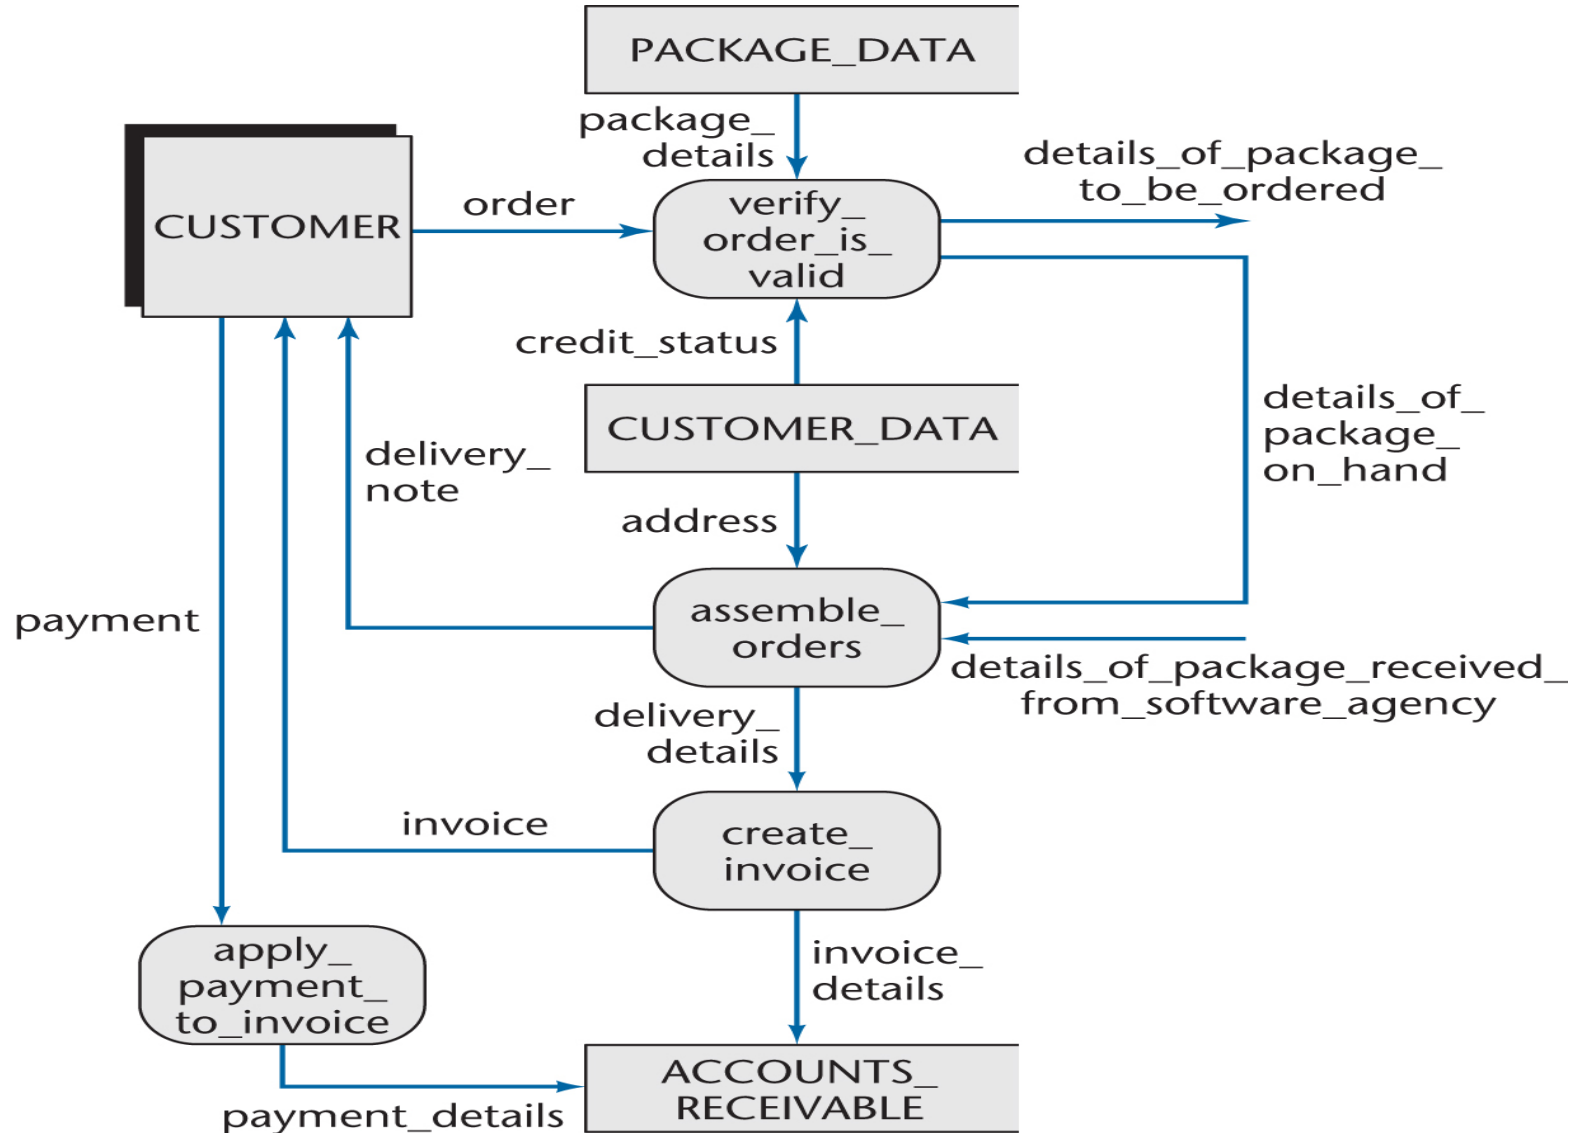 PACKAGE_DATA
package_
details
details_of_package_
to_be_ordered
CUSTOMER
order
verify_
order_is_
valid
credit_status
CUSTOMER_DATA
details_of_
package_
on_hand
delivery_
note
address
payment
assemble_
orders
details_of_package_received_
from_software_agency
delivery_
details
invoice
create_
invoice
apply_
payment_
to_invoice
invoice_
details
ACCOUNTS_
RECEIVABLE
payment_details